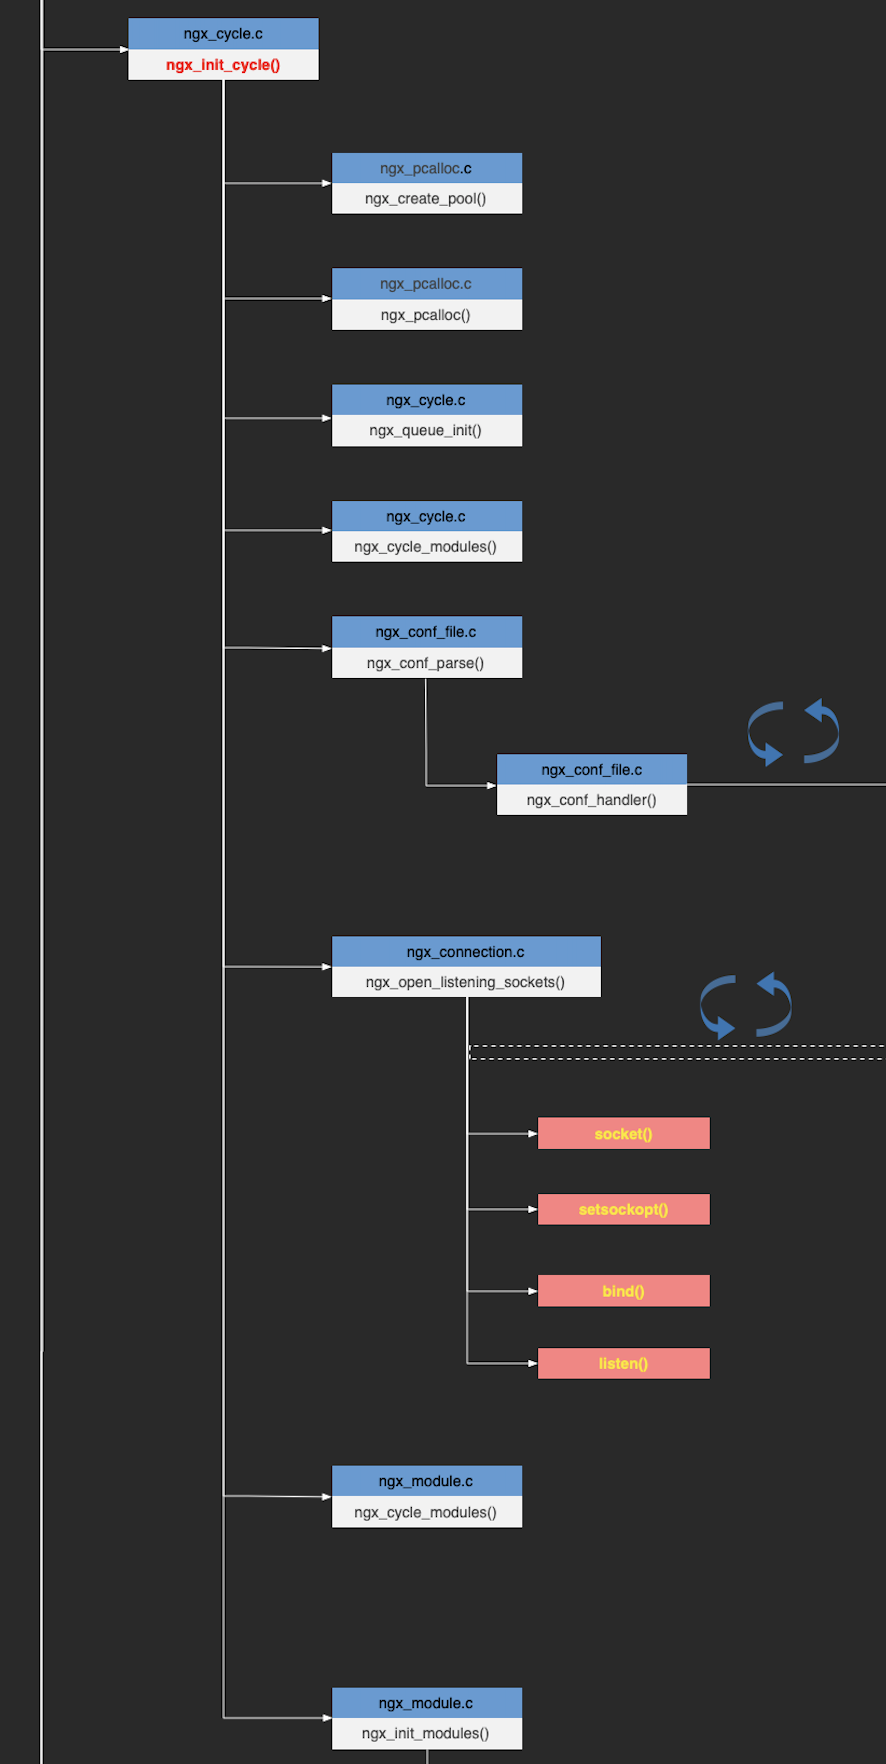 ngx_cycle.c
ngx_init_cycle()
ngx_pcalloc.c
ngx_create_pool()
ngx_pcalloc.c
ngx_pcalloc()
ngx_cycle.c
ngx_queue_init()
ngx_cycle.c
ngx_cycle_modules()
ngx_conf_file.c
ngx_conf_parse()
ngx_conf_file.c
ngx_conf_handler()
ngx_connection.c
ngx_open_listening_sockets()
socket()
setsockopt()
bind()
listen()
ngx_module.c
ngx_cycle_modules()
ngx_module.c
ngx_init_modules()